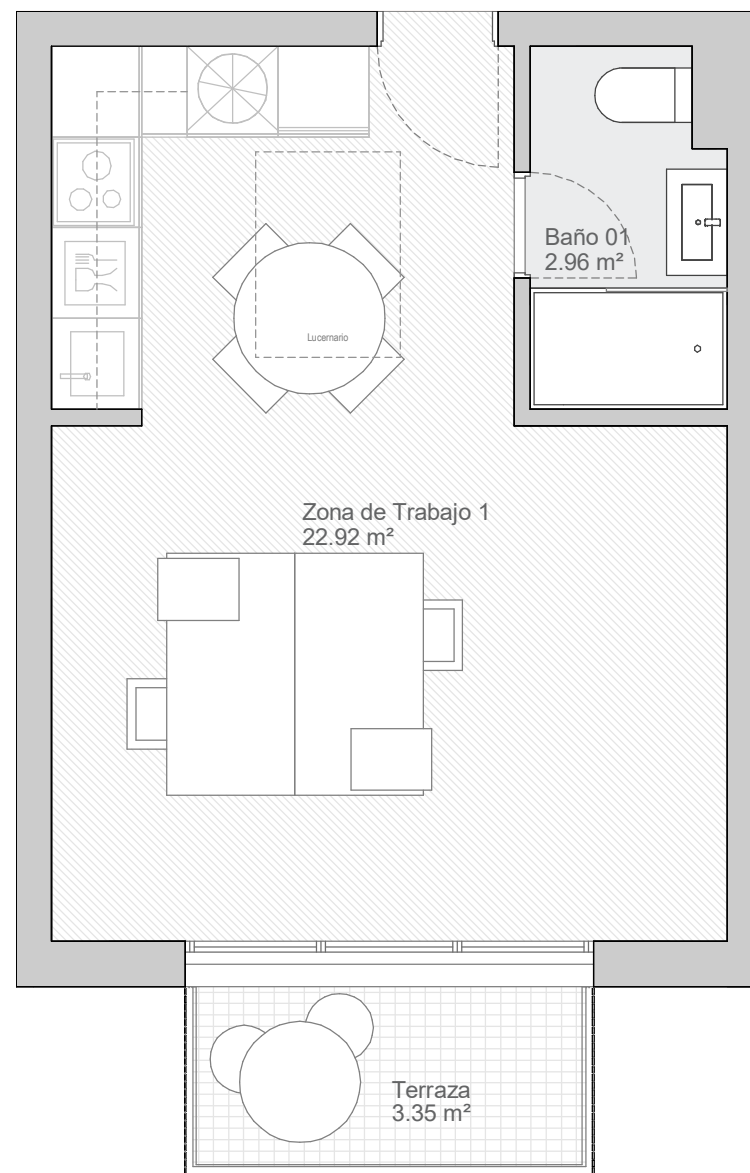 Baño 01
2.96 m²
Lucernario
Zona de Trabajo 1
22.92 m²
Terraza
3.35 m²